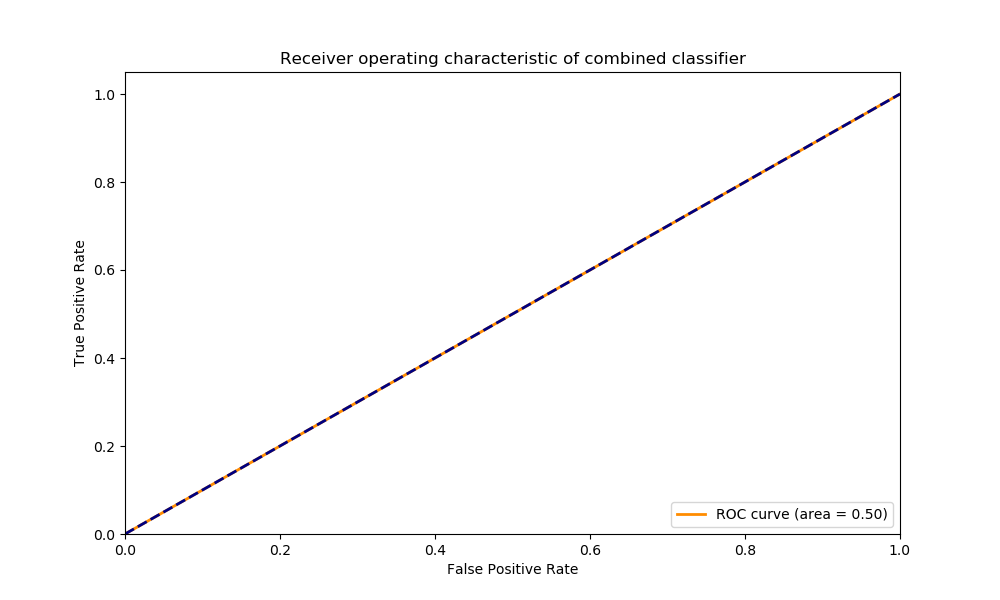 Receiver operating characteristic of combined classifier
1.0
0.8
0.6
0.4
0.2
0.0
True Positive Rate
ROC curve (area = 0.50)
0.0 0.2 0.4 0.6 0.8 1.0
False Positive Rate